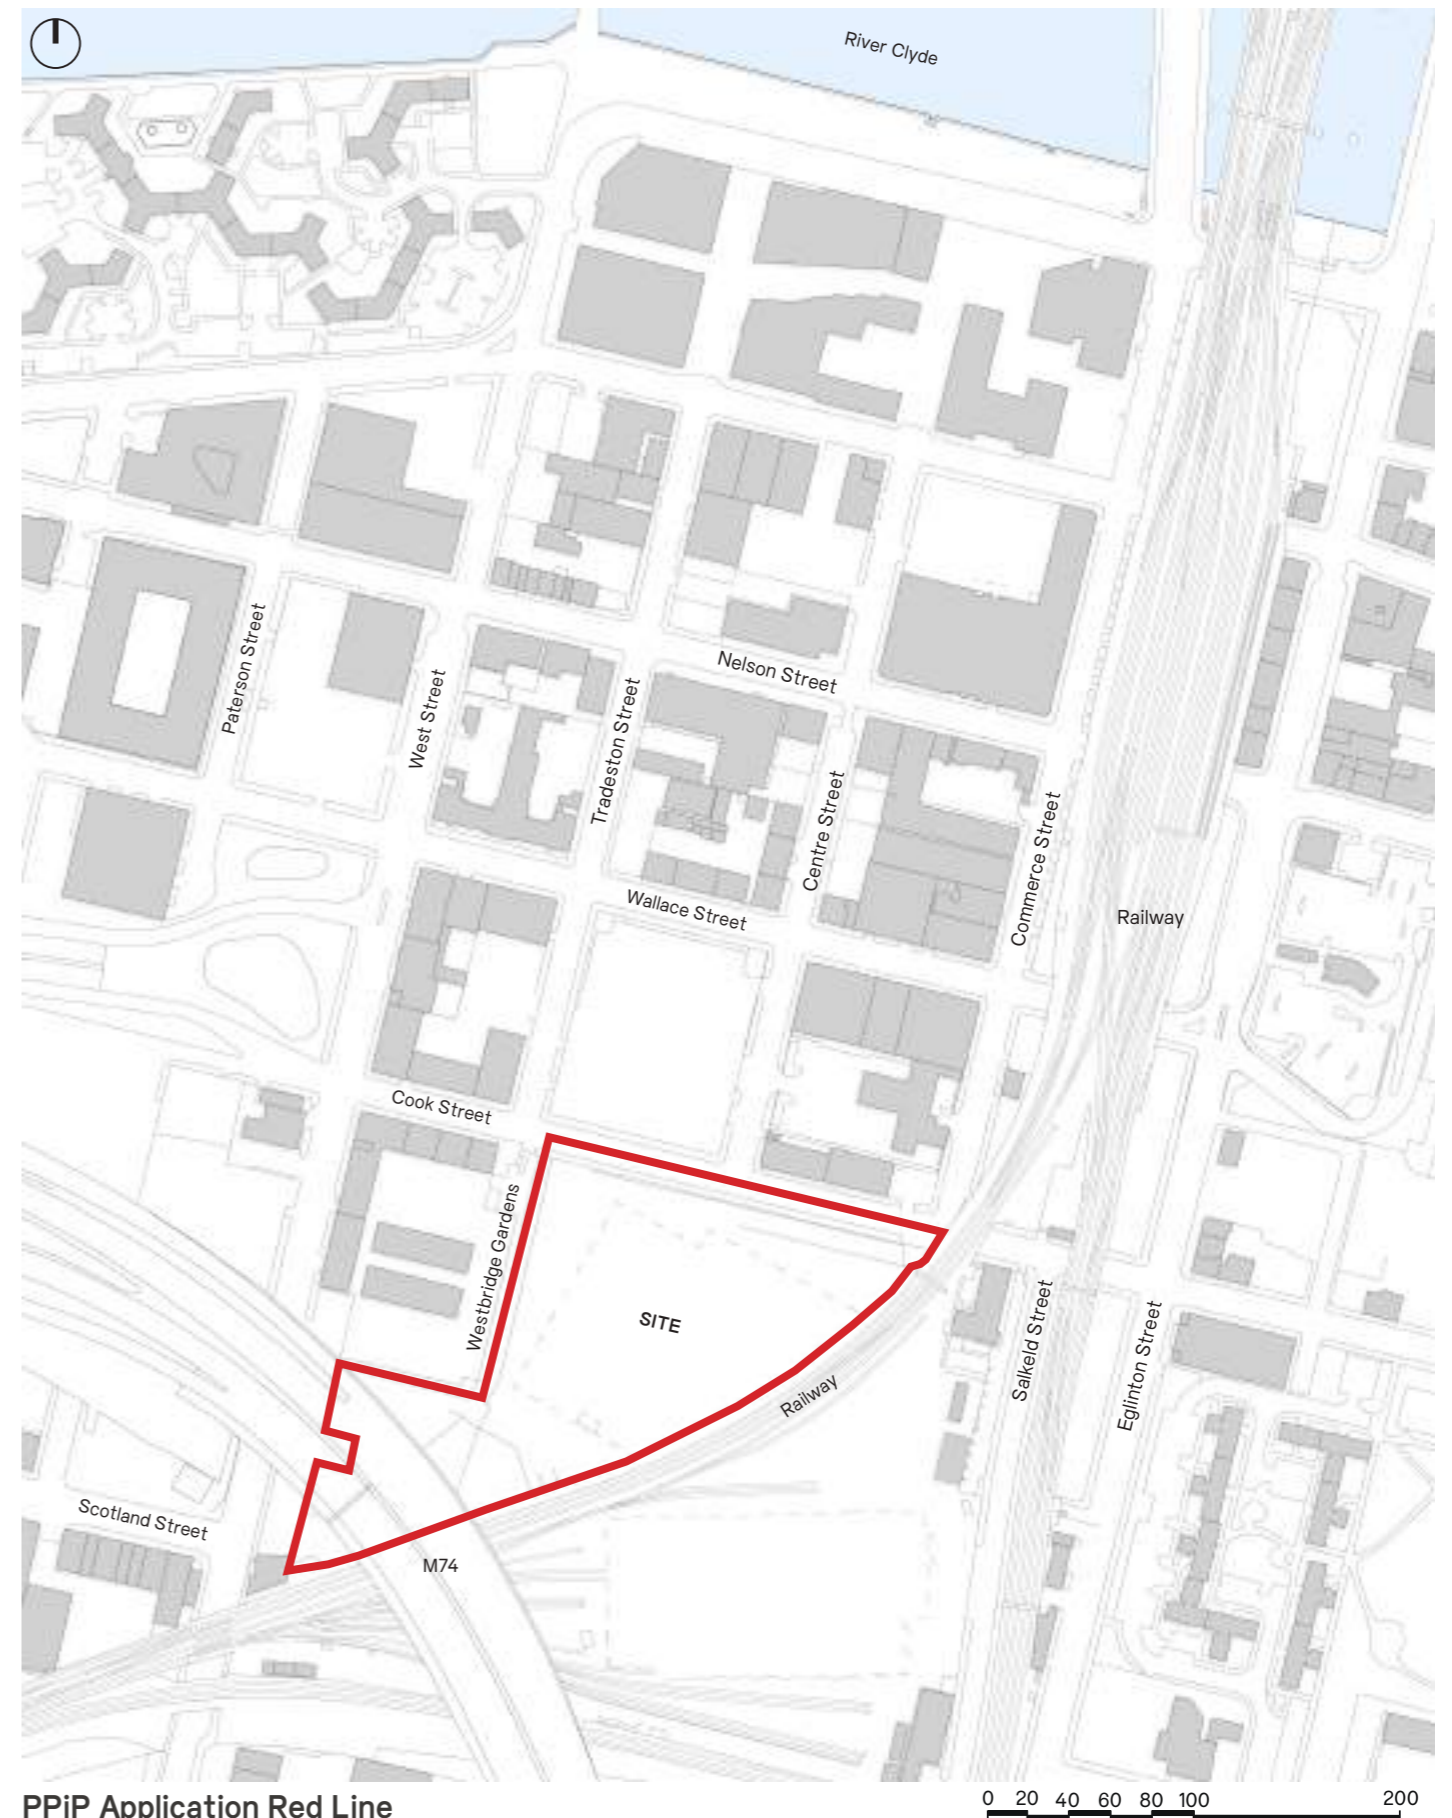 River Clyde
Paterson Street
West Street
Tradeston Street
Nelson Street
Centre Street
Commerce Street
Wallace Street
Railway
Cook Street
Westbridge Gardens
SITE
Railway
Salkeld Street
Eglinton Street
Scotland Street
M74
PPiP Application Red Line
0 20 40 60 80 100 200